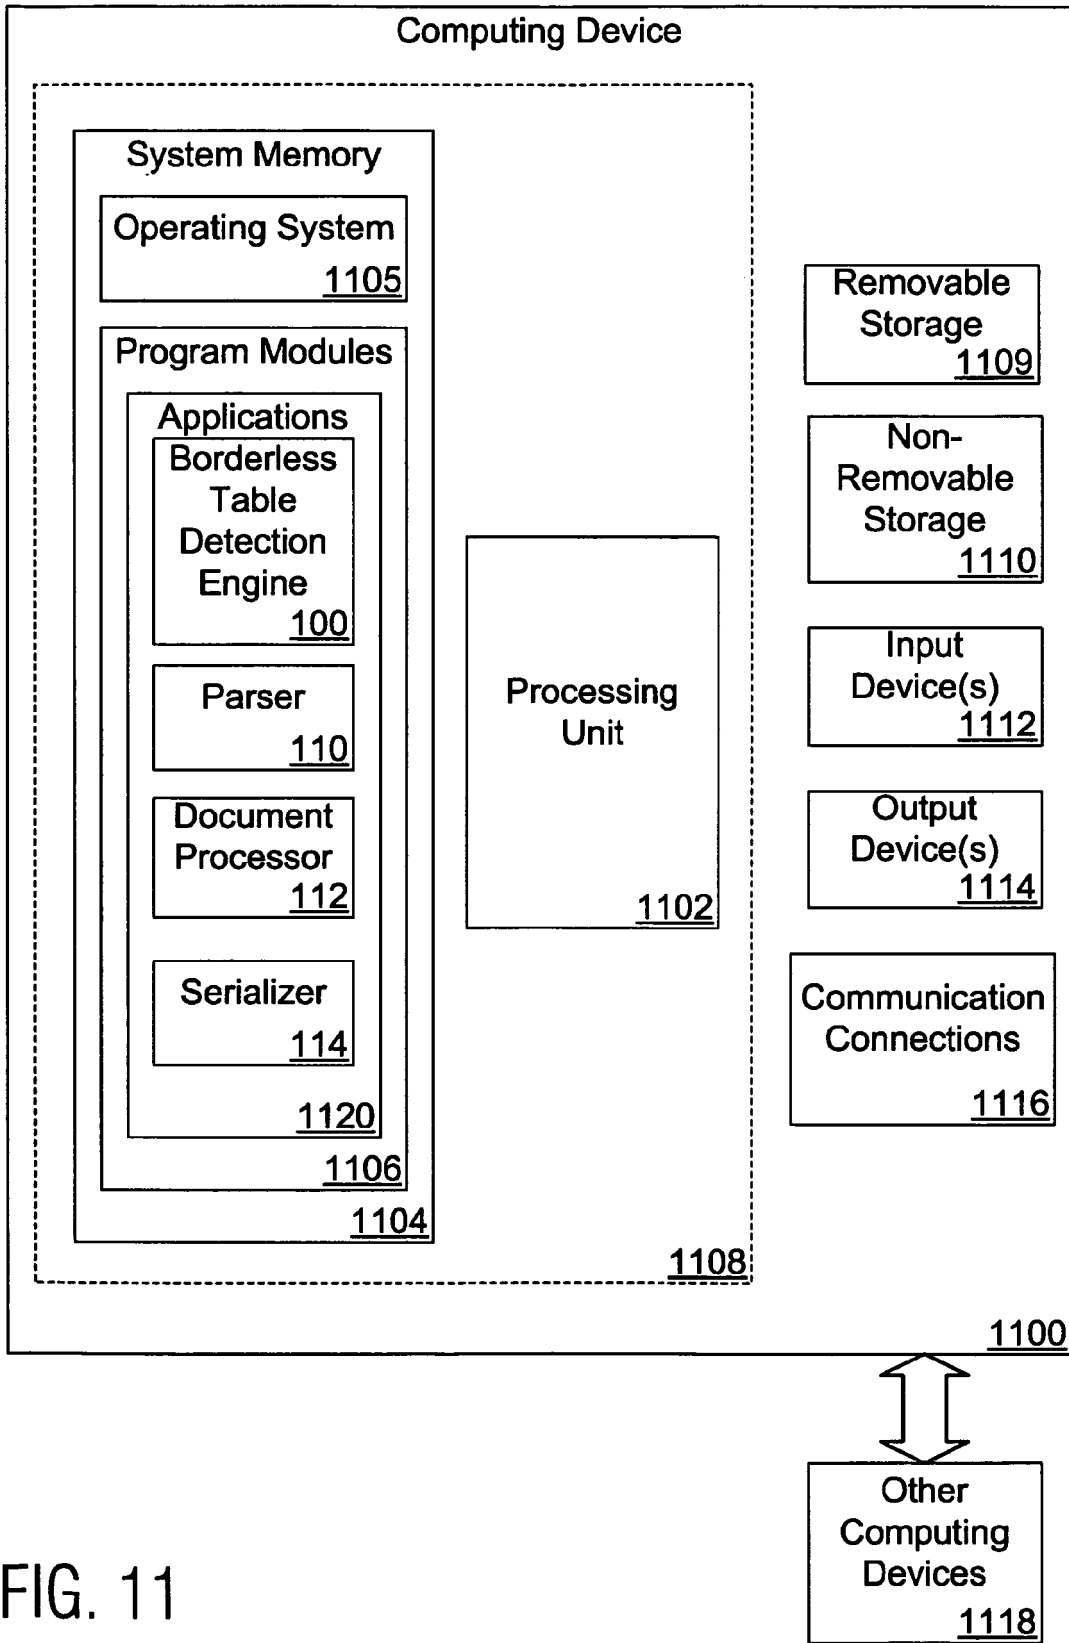 Computing Device
System Memory
Operating System
1105
Program Modules
Applications
Borderless
Table
Detection
Engine
100
Parser
110
Document
Processor
112
Serializer
114
1120
1106
1104
Processing
Unit
1102
1108
Removable
Storage
1109
Non-
Removable
Storage
1110
Input
Device(s)
1112
Output
Device(s)
1114
Communication
Connections
1116
1100
Other
Computing
Devices
1118
FIG. 11